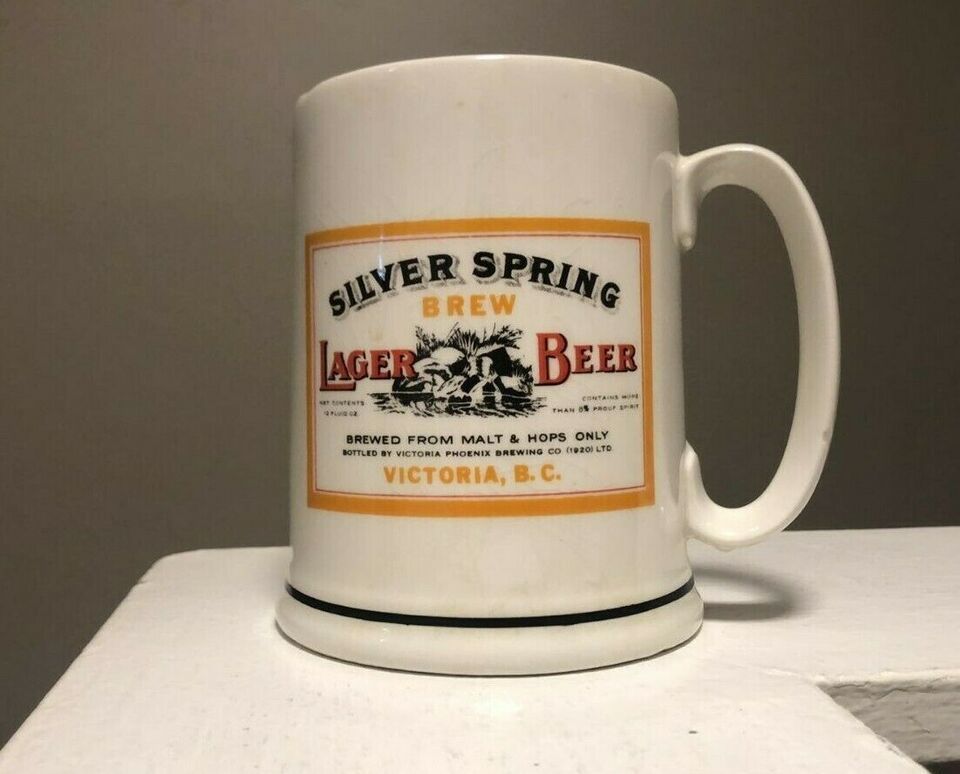 SILVER SPRING
BREW
LAGER BEER
NET CONTENTS
12 FLUID OZ.
CONTAINS MORE
THAN 8% PROOF SPIRIT
BREWED FROM MALT & HOPS ONLY
BOTTLED BY VICTORIA PHOENIX BREWING CO. (1920) LTD.
VICTORIA, B.C.